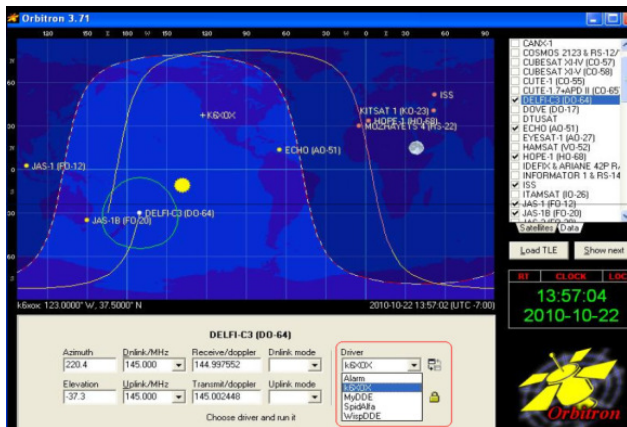 Orbitron 3.71
120 150 E W 150 120 90 60 30 W 0 E 30 60 90
60
30
30
60
ISS
K6XOX
KITSAT 1 (KO-23)
HOPE-1 (HO-68)
MOZHAYETS 4 (RS-22)
ECHO (AO-51)
JAS-1 (FO-12)
DELFI-C3 (DO-64)
JAS-1B (FO-20)
k6xox: 123.0000° W, 37.5000° N
2010-10-22 13:57:02 (UTC -7:00)
CANX-1
COSMOS 2123 & RS-12/
CUBESAT XI-IV (CO-57)
CUBESAT XI-V (CO-58)
CUTE-1 (CO-55)
CUTE-1.7+APD II (CO-65)
DELFI-C3 (DO-64)
DOVE (DO-17)
DTUSAT
ECHO (AO-51)
EYESAT-1 (AO-27)
HAMSAT (VO-52)
HOPE-1 (HO-68)
IDEFIX & ARIANE 42P R/
INFORMATOR 1 & RS-14
ISS
ITAMSAT (IO-26)
JAS-1 (FO-12)
JAS-1B (FO-20)
Satellites Data
Load TLE Show next
RT CLOCK LOC
13:57:04
2010-10-22
DELFI-C3 (DO-64)
Azimuth Dnlink/MHz Receive/doppler Dnlink mode Driver
220.4 145.000 144.997552 k6XOX
Elevation Uplink/MHz Transmit/doppler Uplink mode
-37.3 145.000 145.002448
Alarm
k6XOX
MyDDE
SpidAlfa
WispDDE
Choose driver and run it
Orbitron